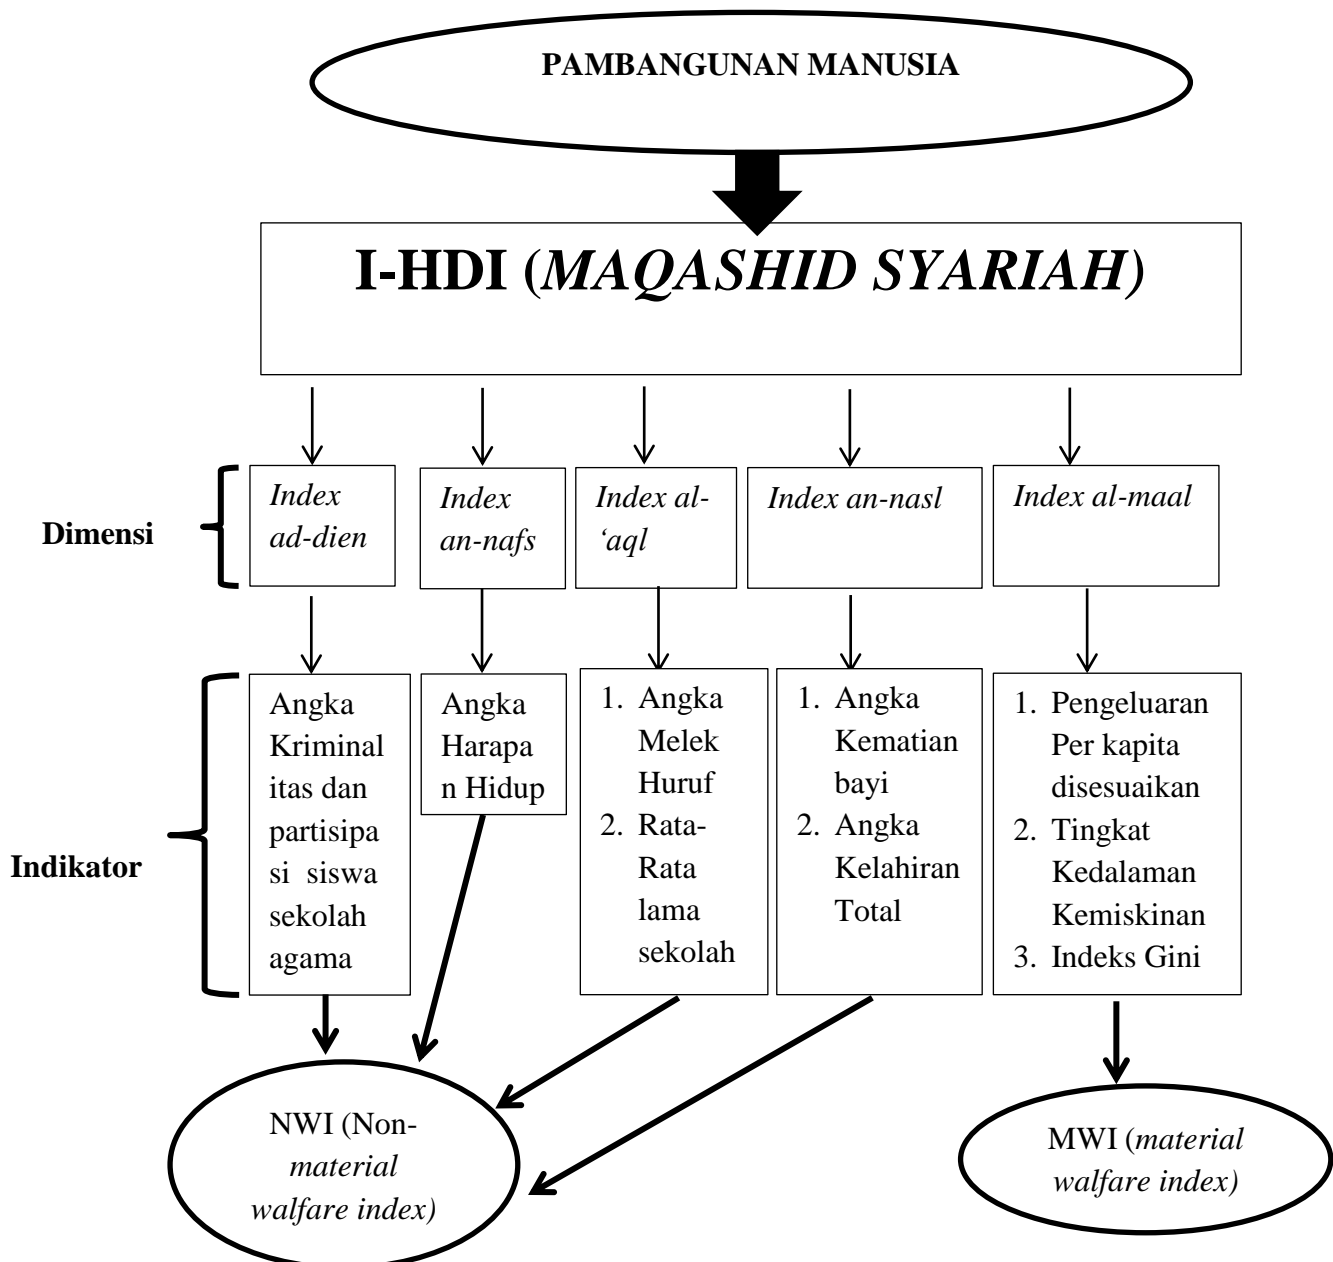 PAMBANGUNAN MANUSIA
I-HDI (MAQASHID SYARIAH)
Dimensi
Index
ad-dien
Index
an-nafs
Index al-
‘aql
Index an-nasl
Index al-maal
Indikator
Angka
Kriminal
itas dan
partisipa
si siswa
sekolah
agama
Angka
Harapa
n Hidup
1. Angka
Melek
Huruf
2. Rata-
Rata
lama
sekolah
1. Angka
Kematian
bayi
2. Angka
Kelahiran
Total
1. Pengeluaran
Per kapita
disesuaikan
2. Tingkat
Kedalaman
Kemiskinan
3. Indeks Gini
NWI (Non-
material
walfare index)
MWI (material
walfare index)